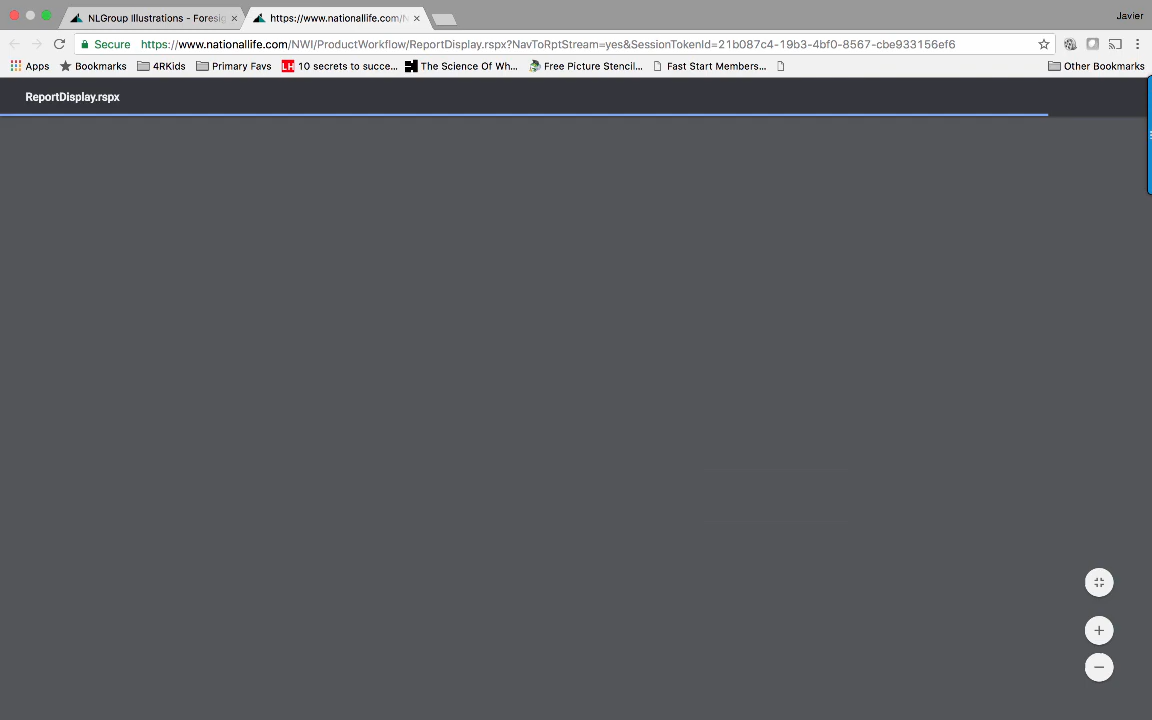 NLGroup Illustrations - Foresig
https://www.nationallife.com/N
Javier
Secure https://www.nationallife.com/NWI/ProductWorkflow/ReportDisplay.rspx?NavToRptStream=yes&SessionTokenId=21b087c4-19b3-4bf0-8567-cbe933156ef6
Apps Bookmarks 4RKids Primary Favs LH 10 secrets to succe... The Science Of Wh... Free Picture Stencil... Fast Start Members... Other Bookmarks
ReportDisplay.rspx